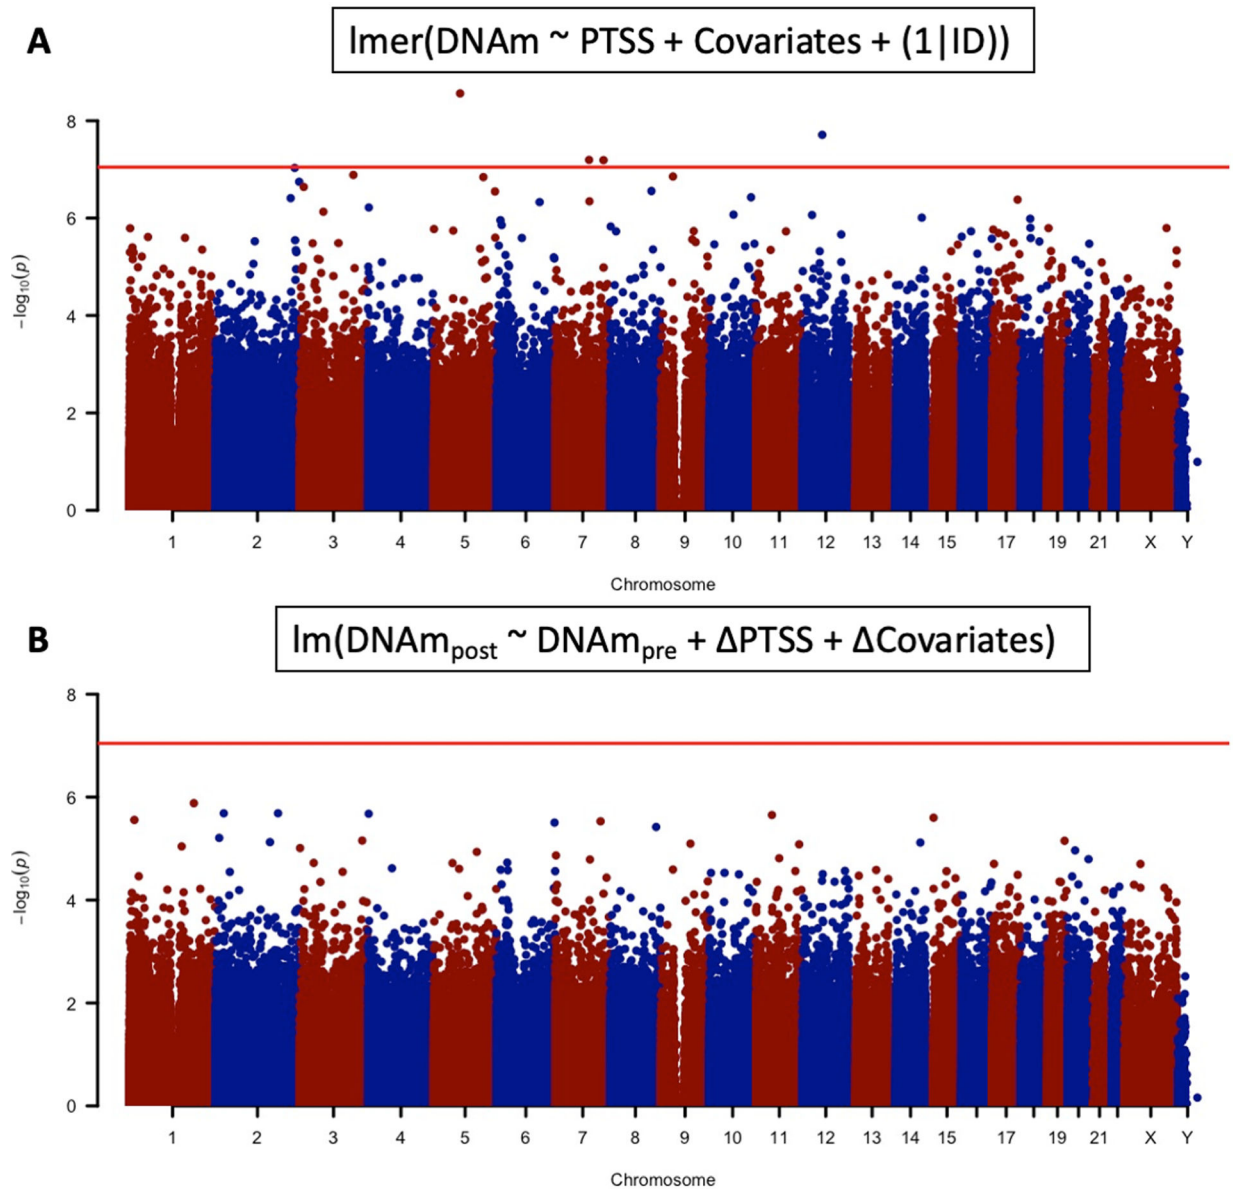 A
lmer(DNAm ~ PTSS + Covariates + (1|ID))
8
6
4
2
0
−log10(p)
1 2 3 4 5 6 7 8 9 10 11 12 13 14 15 17 19 21 X Y
Chromosome
B
lm(DNAmpost ~ DNAmpre + ΔPTSS + ΔCovariates)
8
6
4
2
0
−log10(p)
1 2 3 4 5 6 7 8 9 10 11 12 13 14 15 17 19 21 X Y
Chromosome